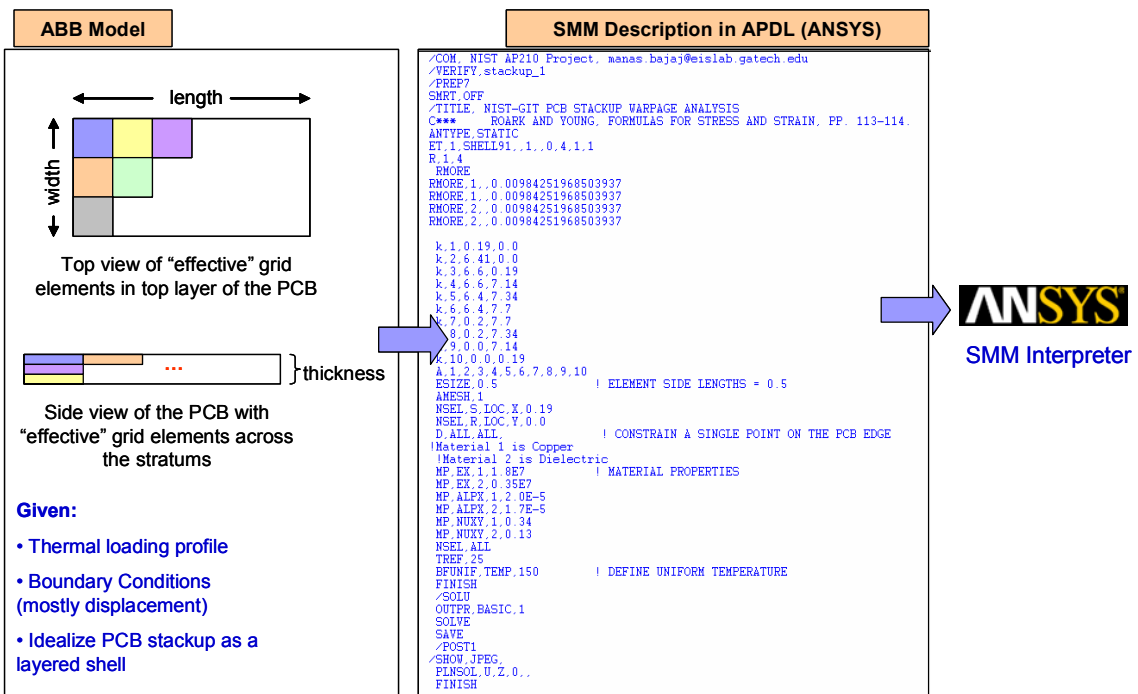 ABB Model
length
width
Top view of “effective” grid
elements in top layer of the PCB
...
thickness
Side view of the PCB with
“effective” grid elements across
the stratums
Given:
• Thermal loading profile
• Boundary Conditions
(mostly displacement)
• Idealize PCB stackup as a
layered shell
SMM Description in APDL (ANSYS)
/COM, NIST AP210 Project, manas.bajaj@eislab.gatech.edu
/VERIFY,stackup_1
/PREP7
SMRT,OFF
/TITLE, NIST-GIT PCB STACKUP WARPAGE ANALYSIS
C*** ROARK AND YOUNG, FORMULAS FOR STRESS AND STRAIN, PP. 113-114.
ANTYPE,STATIC
ET,1,SHELL91,,1,,0,4,1,1
R,1,4
RMORE
RMORE,1,,0.00984251968503937
RMORE,1,,0.00984251968503937
RMORE,2,,0.00984251968503937
RMORE,2,,0.00984251968503937
k,1,0.19,0.0
k,2,6.41,0.0
k,3,6.6,0.19
k,4,6.6,7.14
k,5,6.4,7.34
k,6,6.4,7.7
k,7,0.2,7.7
8,0.2,7.34
,9,0.0,7.14
k,10,0.0,0.19
A,1,2,3,4,5,6,7,8,9,10
ESIZE,0.5 ! ELEMENT SIDE LENGTHS = 0.5
AMESH,1
NSEL,S,LOC,X,0.19
NSEL,R,LOC,Y,0.0
D,ALL,ALL, ! CONSTRAIN A SINGLE POINT ON THE PCB EDGE
!Material 1 is Copper
!Material 2 is Dielectric
MP,EX,1,1.8E7 ! MATERIAL PROPERTIES
MP,EX,2,0.35E7
MP,ALPX,1,2.0E-5
MP,ALPX,2,1.7E-5
MP,NUXY,1,0.34
MP,NUXY,2,0.13
NSEL,ALL
TREF,25
BFUNIF,TEMP,150 ! DEFINE UNIFORM TEMPERATURE
FINISH
/SOLU
OUTPR,BASIC,1
SOLVE
SAVE
/POST1
/SHOW,JPEG,
PLNSOL,U,Z,0,,
FINISH
ANSYS
SMM Interpreter